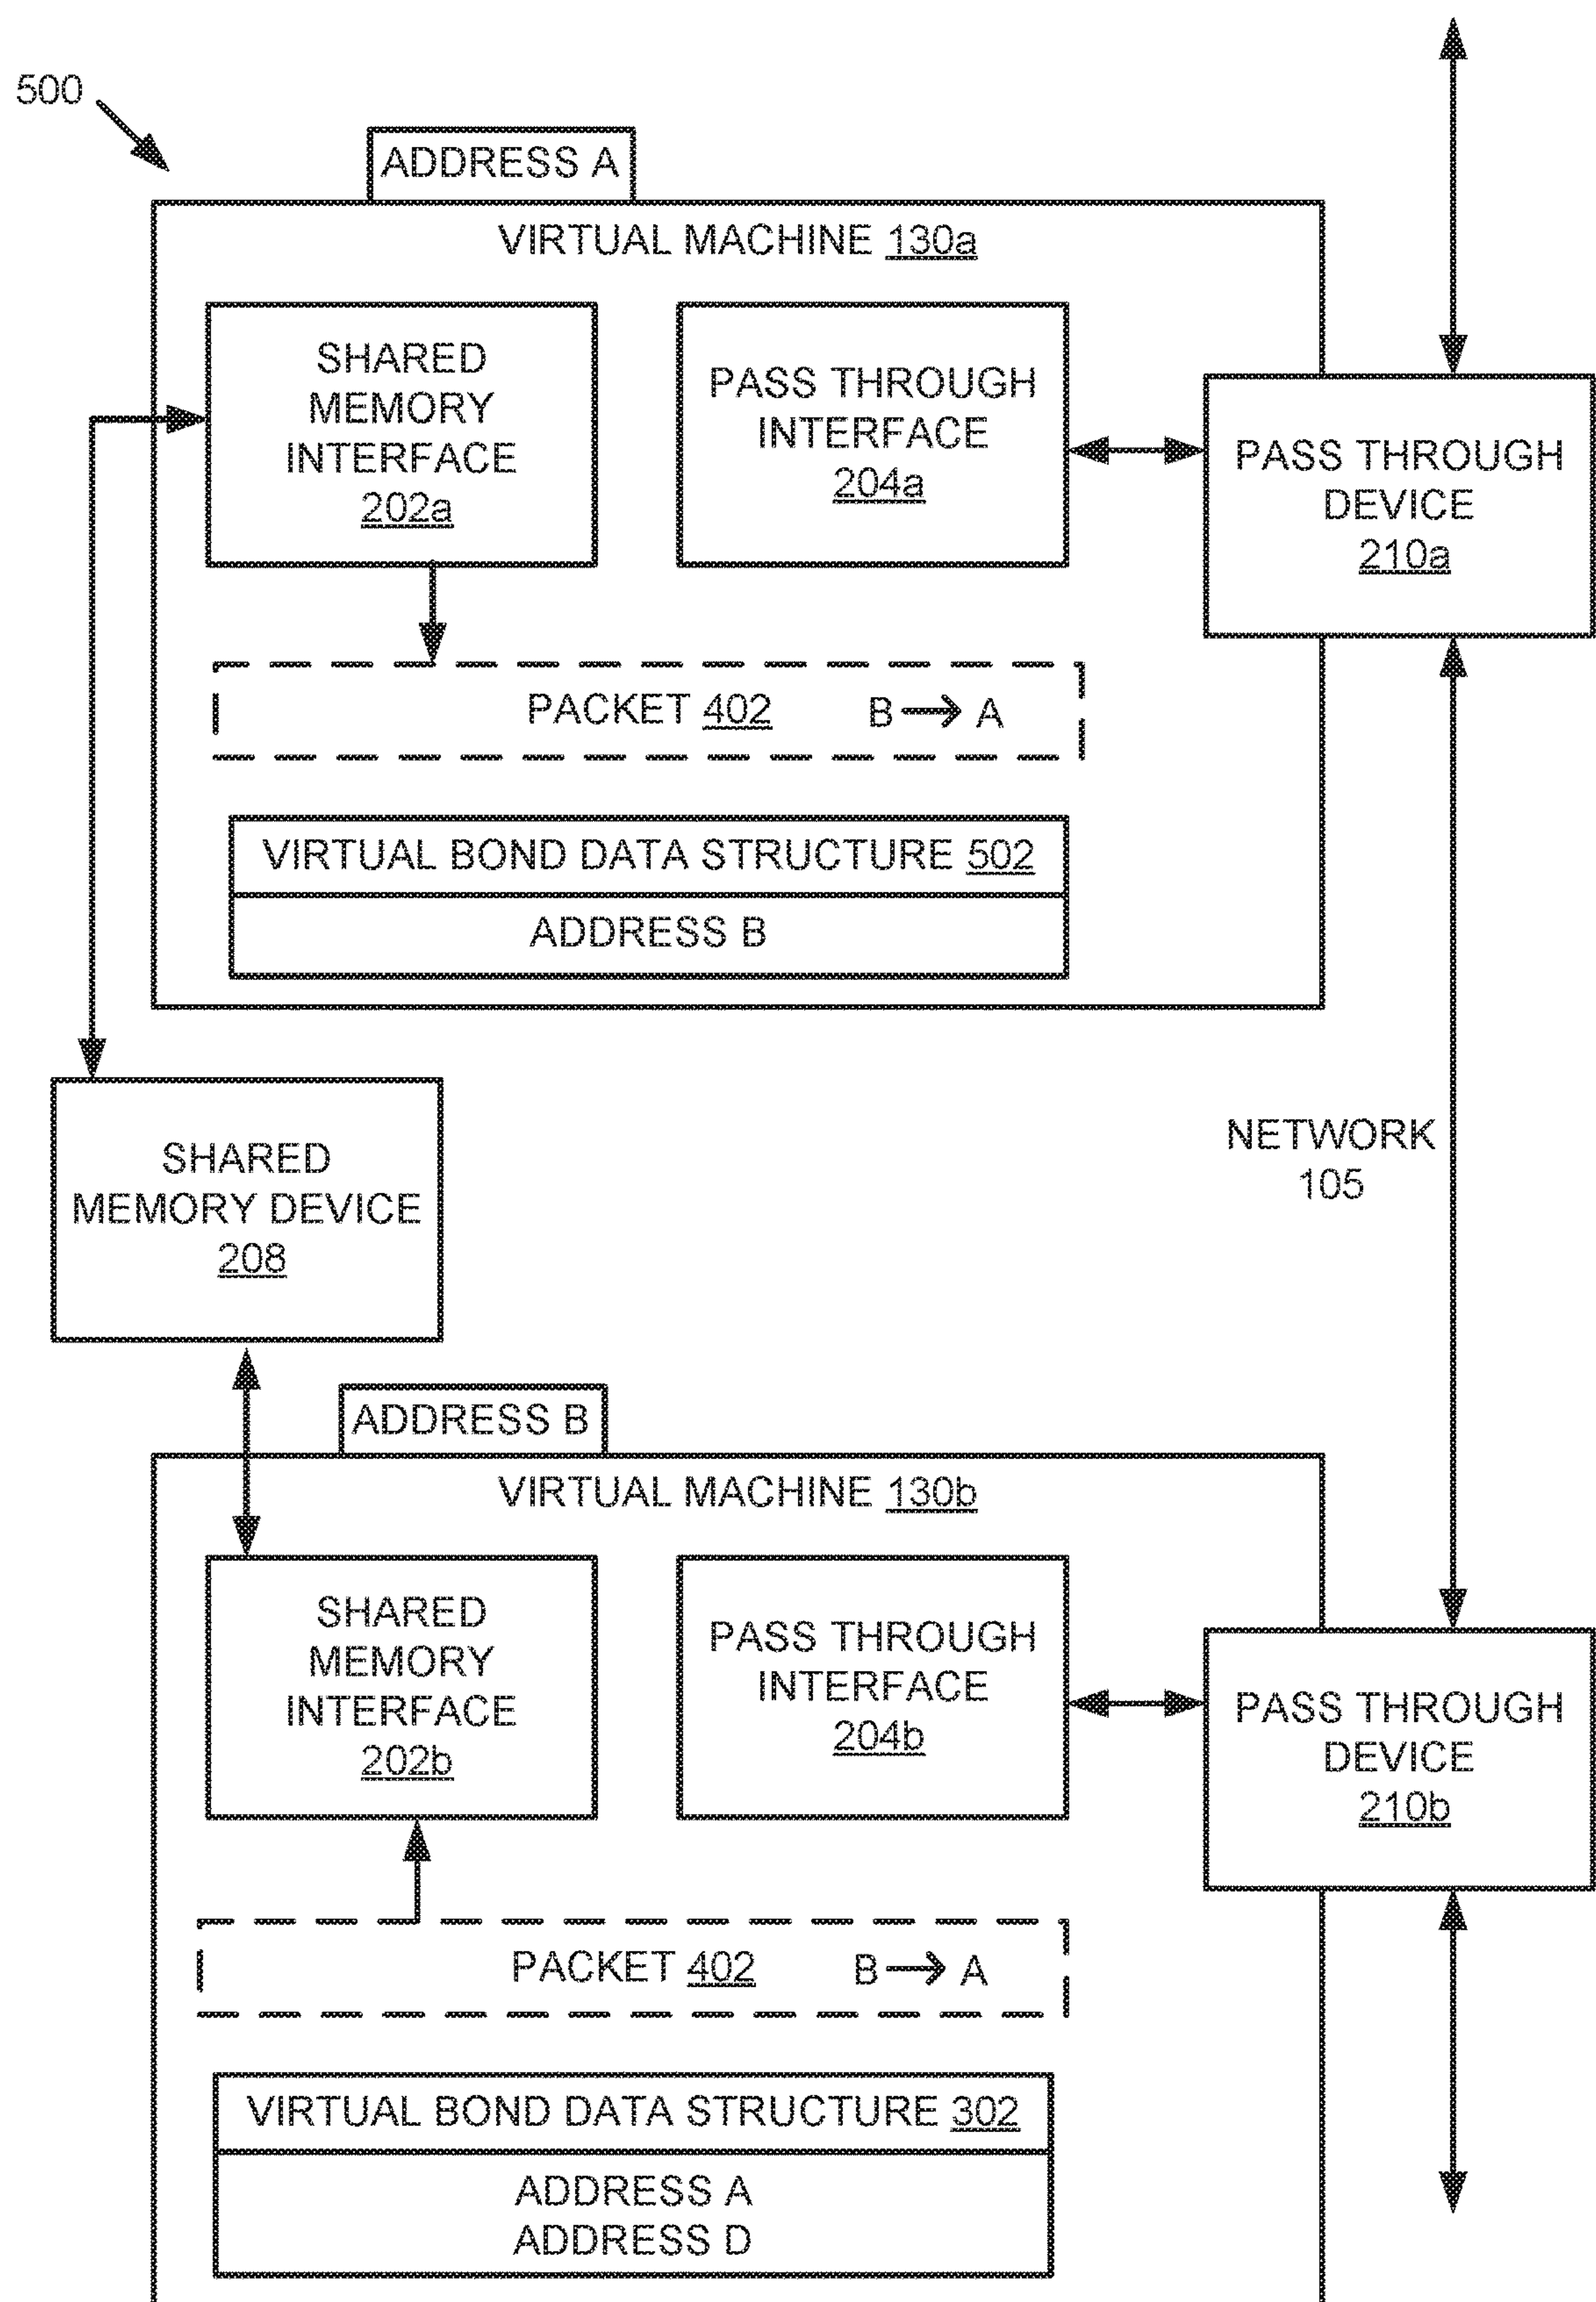 500
ADDRESS A
VIRTUAL MACHINE 130a
SHARED
MEMORY
INTERFACE
202a
PASS THROUGH
INTERFACE
204a
PASS THROUGH
DEVICE
210a
PACKET 402 B → A
VIRTUAL BOND DATA STRUCTURE 502
ADDRESS B
SHARED
MEMORY DEVICE
208
NETWORK
105
ADDRESS B
VIRTUAL MACHINE 130b
SHARED
MEMORY
INTERFACE
202b
PASS THROUGH
INTERFACE
204b
PASS THROUGH
DEVICE
210b
PACKET 402 B → A
VIRTUAL BOND DATA STRUCTURE 302
ADDRESS A
ADDRESS D